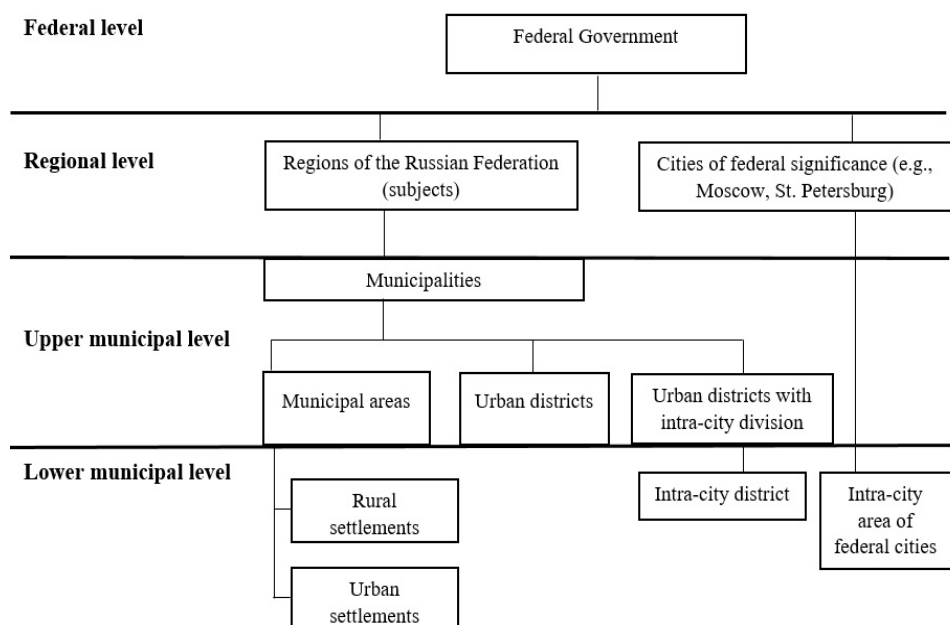 Federal level
Federal Government
Regional level
Regions of the Russian Federation
(subjects)
Cities of federal significance (e.g.,
Moscow, St. Petersburg)
Municipalities
Upper municipal level
Municipal areas
Urban districts
Urban districts with
intra-city division
Lower municipal level
Intra-city district
Intra-city
area of
federal cities
Rural
settlements
Urban
settlements